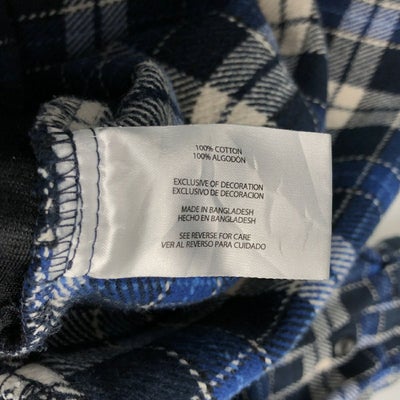 100% COTTON
100% ALGODÓN
EXCLUSIVE OF DECORATION
EXCLUSIVO DE DECORACION
MADE IN BANGLADESH
HECHO EN BANGLADESH
SEE REVERSE FOR CARE
VER AL REVERSO PARA CUIDADO